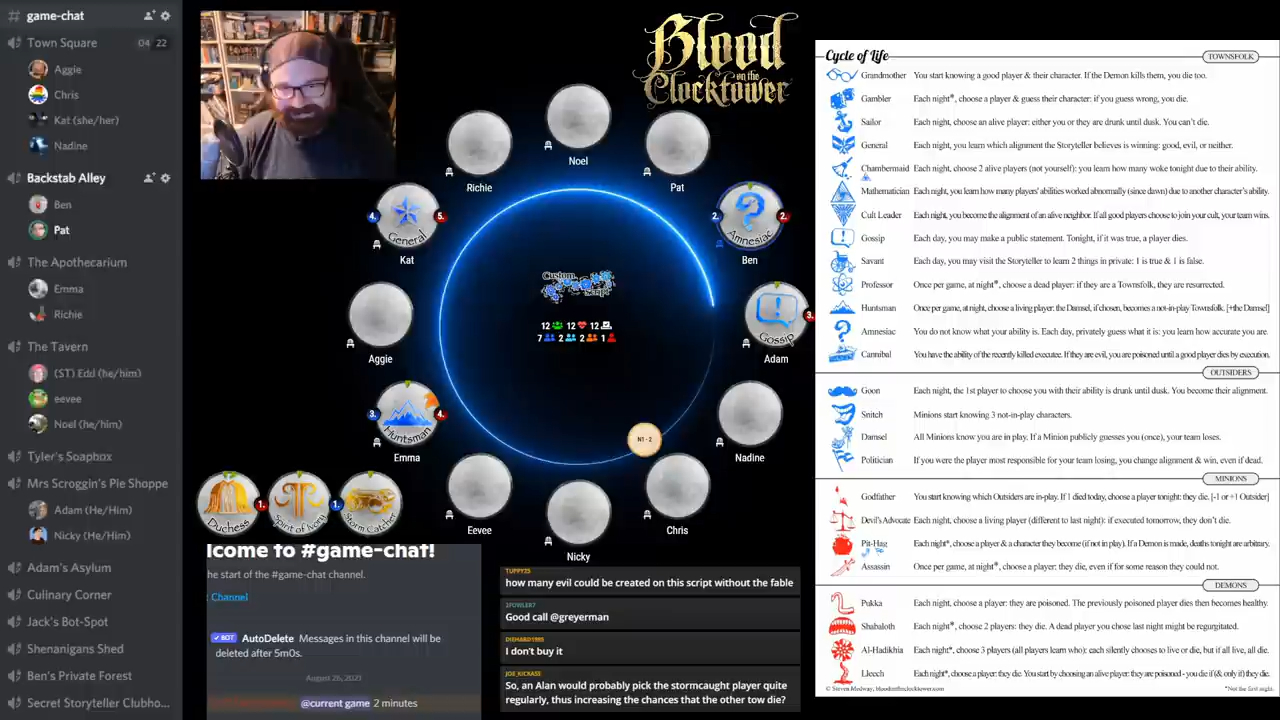 # game-chat
Town Square
04 22
Aggie
Chris
Kat (she/her)
Nadine
Backstab Alley
Ben
Pat
The Apothecarium
Emma
Richie
The Tavern
(ST) Edd (he/him)
eevee
Noel (he/him)
Tyler's Soapbox
Mrs Scroggin's Pie Shoppe
Adam (He/Him)
Nicky (He/Him)
Adam's Asylum
Culinary Corner
Jack's Bot-Spot
Shenanigans Shed
Ben's Private Forest
Secret Storyteller Clubho...
Blood
on the
Clocktower
Noel
Richie
Pat
4. General 5.
Kat
2. Amnesiac 2.
Ben
Aggie
Gossip 3.
Adam
Custom
Script
12 12 12
7 2 2 1
3. Huntsman 4.
Emma
Nadine
N1 - 2
Eevee
Chris
Nicky
Duchess 1.
Spirit of Ivory 1.
Storm Catcher
lcome to #game-chat!
he start of the #game-chat channel.
Channel
BOT AutoDelete Messages in this channel will be
deleted after 5m0s.
August 26, 2021
@current game 2 minutes
TUFFY25
how many evil could be created on this script without the fable
2FOWLER7
Good call @greyerman
I don't buy it
JOE_KICKASE
So, an Alan would probably pick the stormcaught player quite
regularly, thus increasing the chances that the other tow die?
Cycle of Life
TOWNSFOLK
Grandmother You start knowing a good player & their character. If the Demon kills them, you die too.
Gambler Each night*, choose a player & guess their character: if you guess wrong, you die.
Sailor Each night, choose an alive player: either you or they are drunk until dusk. You can't die.
General Each night, you learn which alignment the Storyteller believes is winning: good, evil, or neither.
Chambermaid Each night, choose 2 alive players (not yourself): you learn how many woke tonight due to their ability.
Mathematician Each night, you learn how many players' abilities worked abnormally (since dawn) due to another character's ability.
Cult Leader Each night, you become the alignment of an alive neighbor. If all good players choose to join your cult, your team wins.
Gossip Each day, you may make a public statement. Tonight, if it was true, a player dies.
Savant Each day, you may visit the Storyteller to learn 2 things in private: 1 is true & 1 is false.
Professor Once per game, at night*, choose a dead player: if they are a Townsfolk, they are resurrected.
Huntsman Once per game, at night, choose a living player: the Damsel, if chosen, becomes a not-in-play Townsfolk. [+the Damsel]
Amnesiac You do not know what your ability is. Each day, privately guess what it is: you learn how accurate you are.
Cannibal You have the ability of the recently killed executee. If they are evil, you are poisoned until a good player dies by execution.
OUTSIDERS
Goon Each night, the 1st player to choose you with their ability is drunk until dusk. You become their alignment.
Snitch Minions start knowing 3 not-in-play characters.
Damsel All Minions know you are in play. If a Minion publicly guesses you (once), your team loses.
Politician If you were the player most responsible for your team losing, you change alignment & win, even if dead.
MINIONS
Godfather You start knowing which Outsiders are in-play. If 1 died today, choose a player tonight: they die. [-1 or +1 Outsider]
Devil's Advocate Each night, choose a living player (different to last night): if executed tomorrow, they don't die.
Pit-Hag Each night*, choose a player & a character they become (if not in play). If a Demon is made, deaths tonight are arbitrary.
Assassin Once per game, at night*, choose a player: they die, even if for some reason they could not.
DEMONS
Pukka Each night, choose a player: they are poisoned. The previously poisoned player dies then becomes healthy.
Shabaloth Each night*, choose 2 players: they die. A dead player you chose last night might be regurgitated.
Al-Hadikhia Each night*, choose 3 players (all players learn who): each silently chooses to live or die, but if all live, all die.
Lleech Each night*, choose a player: they die. You start by choosing an alive player: they are poisoned - you die if (& only if) they die.
© Steven Medway, bloodontheclocktower.com
*Not the first night.